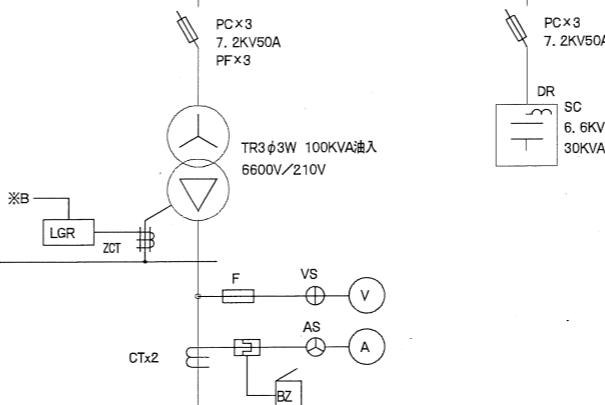 PC×3
7.2KV50A
PF×3
PC×3
7.2KV50A
DR
SC
6.6KV
30KVA
TR3φ3W 100KVA油入
6600V/210V
※B
LGR
ZCT
F
VS
V
AS
A
CTx2
BZ